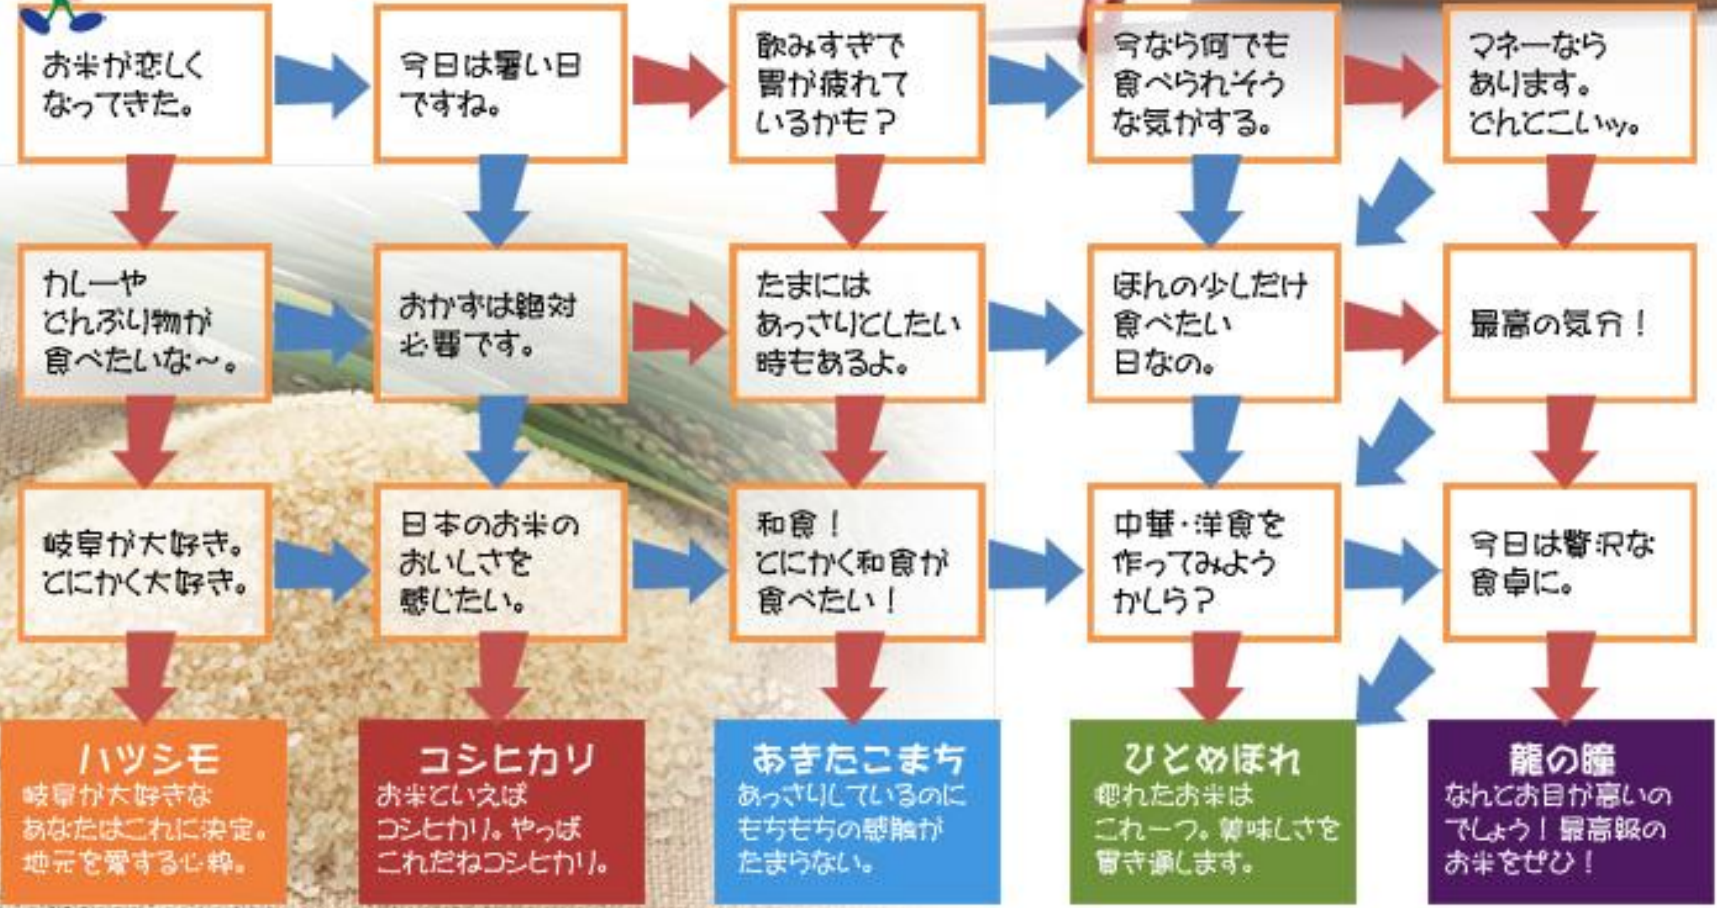 お米が恋しく
なってきた。
今日は暑い日
ですね。
飲みすぎで
胃が疲れて
いるかも？
今なら何でも
食べられそう
な気がする。
マネーなら
あります。
どんとこいッ。
カレーや
どんぶり物が
食べたいな～。
おかずは絶対
必要です。
たまには
あっさりとしたい
時もあるよ。
ほんの少しだけ
食べたい
日なの。
最高の気分！
岐阜が大好き。
とにかく大好き。
日本のお米の
おいしさを
感じたい。
和食！
とにかく和食が
食べたい！
中華・洋食を
作ってみよう
かしら？
今日は贅沢な
食卓に。
ハツシモ
岐阜が大好きな
あなたはこれに決定。
地元を愛する心粋。
コシヒカリ
お米といえば
コシヒカリ。やっぱ
これだねコシヒカリ。
あきたこまち
あっさりしているのに
もちもちの感触が
たまらない。
ひとめぼれ
惚れたお米は
これ一つ。美味しさを
貫き通します。
龍の瞳
なんとお目が高いの
でしょう！最高級の
お米をぜひ！